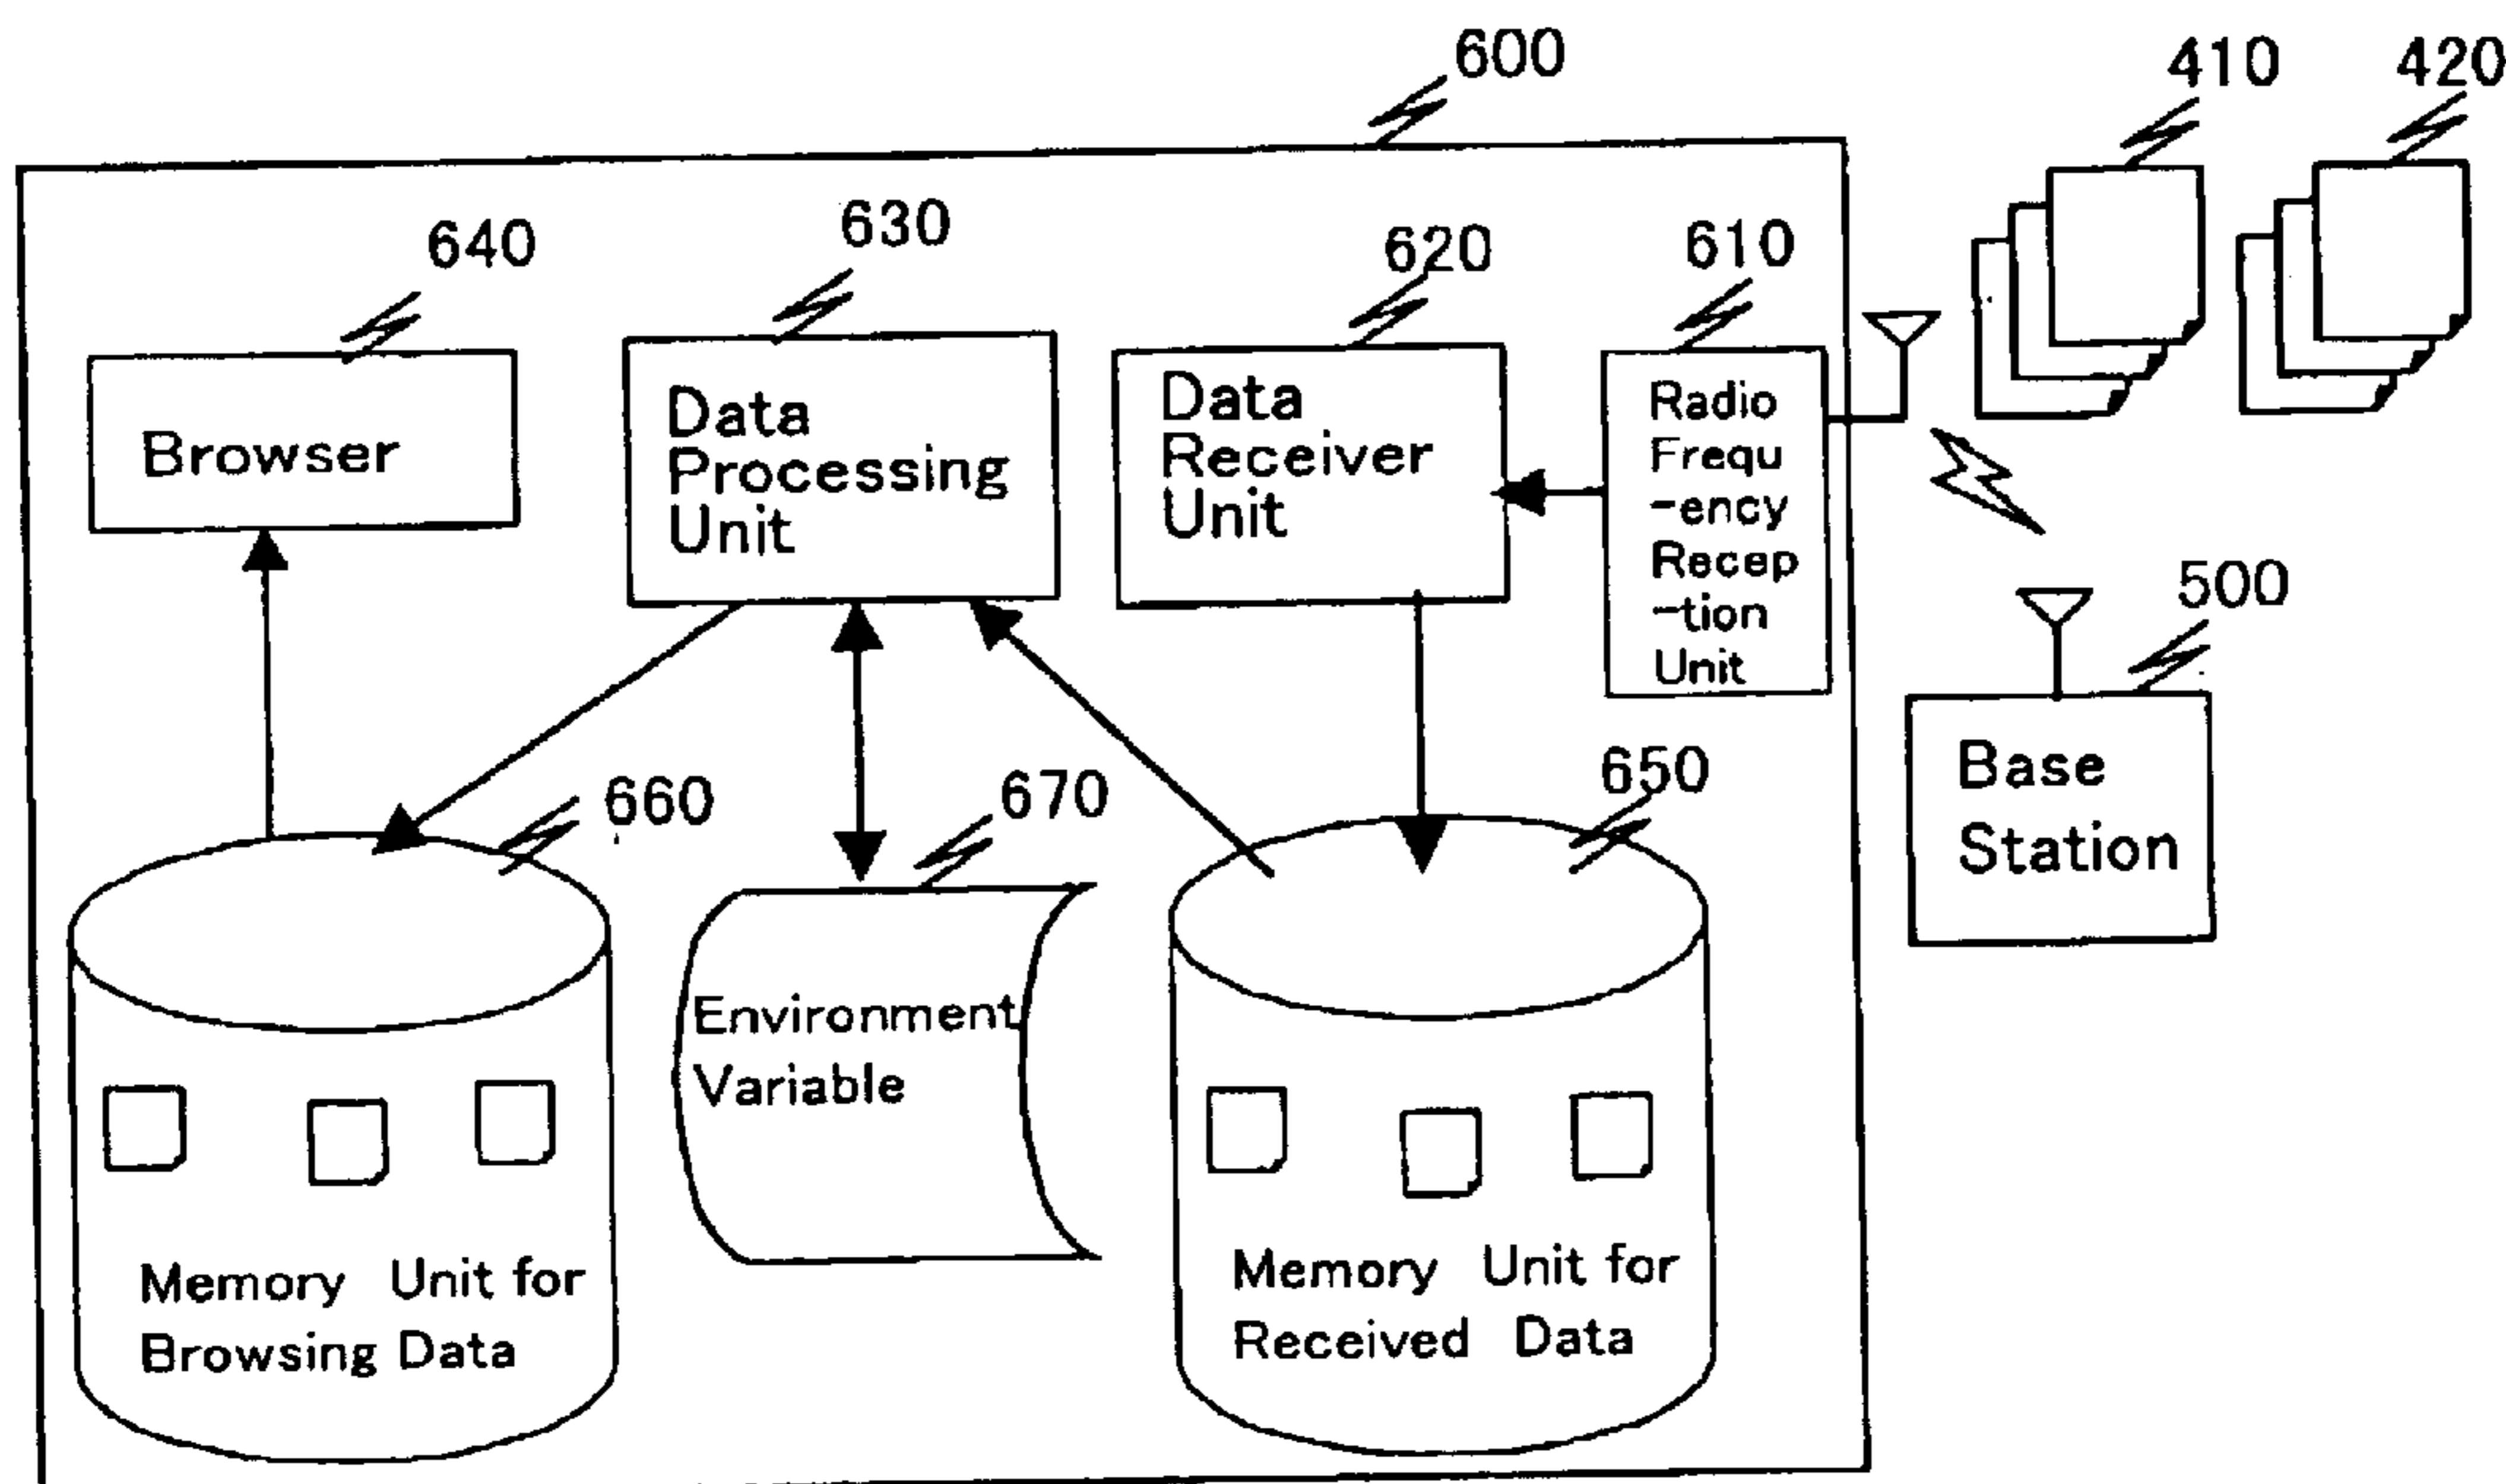 600
410
420
640
630
620
610
Browser
Data
Processing
Unit
Data
Receiver
Unit
Radio
Frequ
-ency
Recep
-tion
Unit
500
Base
Station
660
670
650
Environment
Variable
Memory Unit for
Browsing Data
Memory Unit for
Received Data